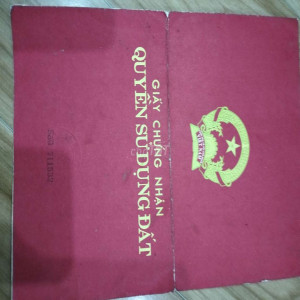 GIẤY CHỨNG NHẬN
QUYỀN SỬ DỤNG ĐẤT